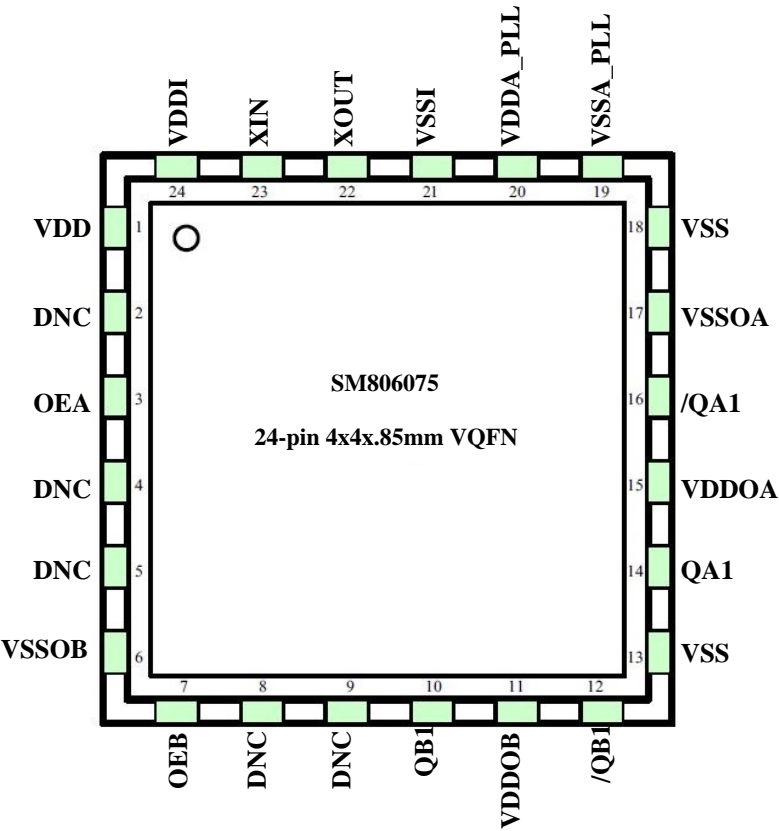 VDDI
XIN
XOUT
VSSI
VDDA_PLL
VSSA_PLL
24
23
22
21
20
19
VDD
1
18
VSS
DNC
2
17
VSSOA
SM806075
OEA
3
16
/QA1
24-pin 4x4x.85mm VQFN
DNC
4
15
VDDOA
DNC
5
14
QA1
VSSOB
6
13
VSS
7
8
9
10
11
12
OEB
DNC
DNC
QB1
VDDOB
/QB1